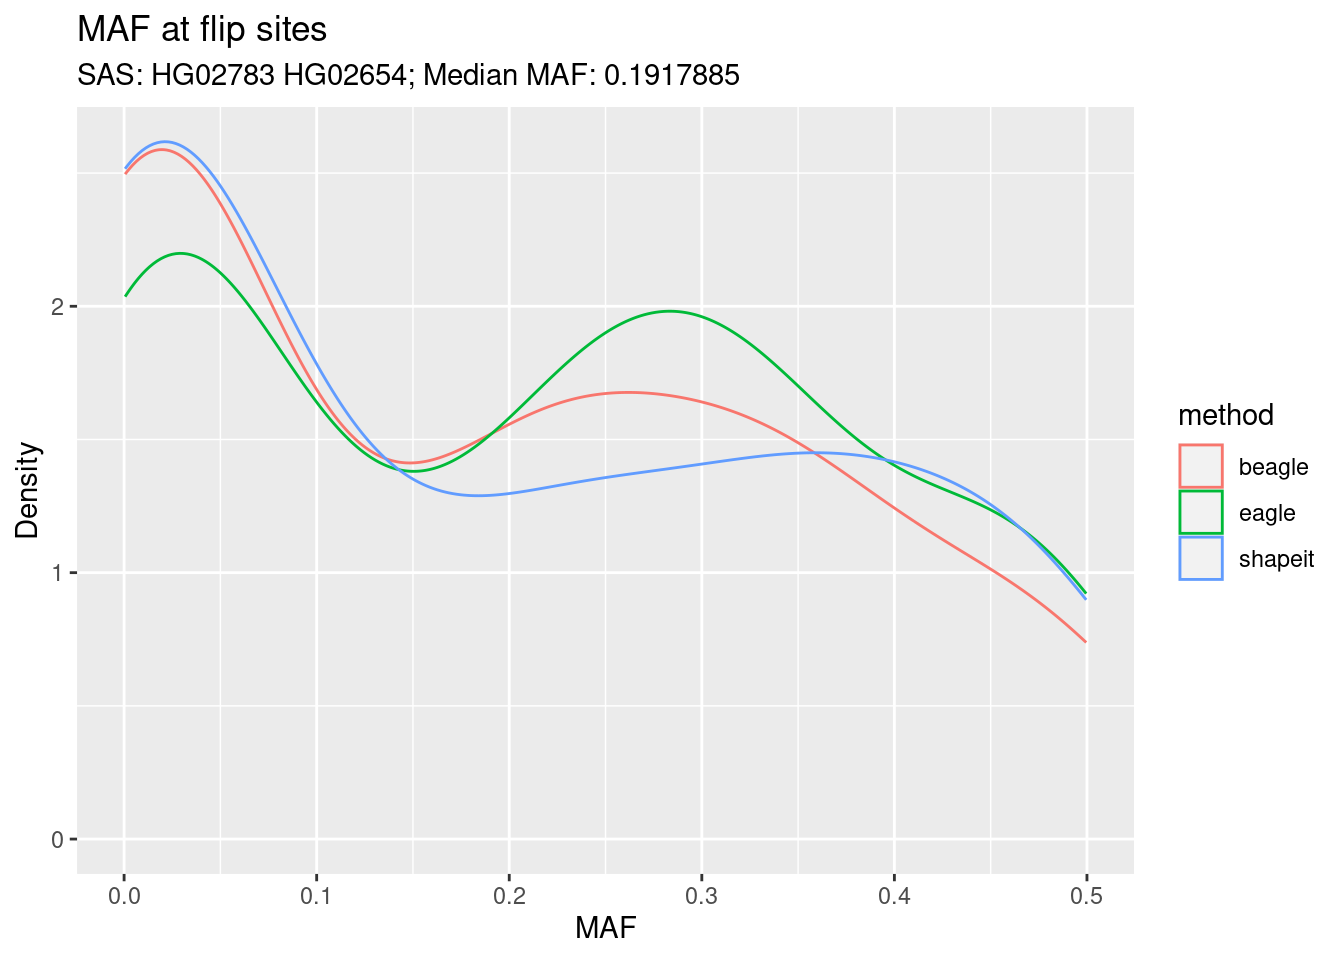 MAF at flip sites
SAS: HG02783 HG02654; Median MAF: 0.1917885
Density
2
1
0
0.0 0.1 0.2 0.3 0.4 0.5
MAF
method
beagle
eagle
shapeit